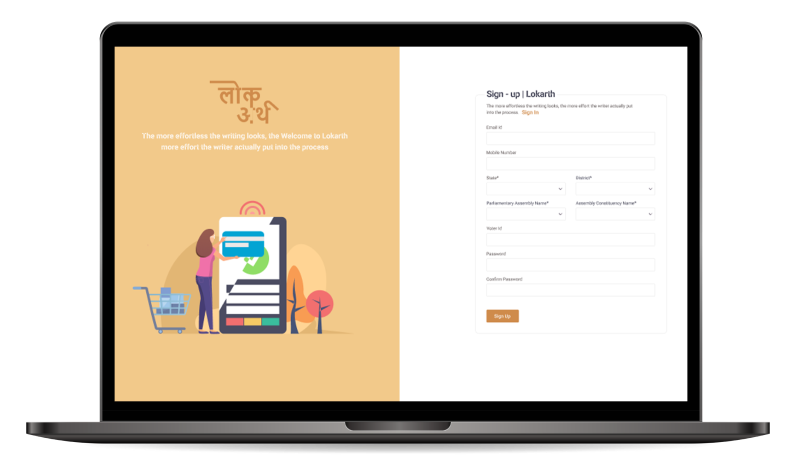 लोक
अर्थ
The more effortless the writing looks, the Welcome to Lokarth
more effort the writer actually put into the process
Sign - up | Lokarth
The more effortless the writing looks, the more effort the writer actually put
into the process. Sign In
Email Id
Mobile Number
State* District*
Parliamentary Assembly Name* Assembly Constituency Name*
Voter Id
Password
Confirm Password
Sign Up